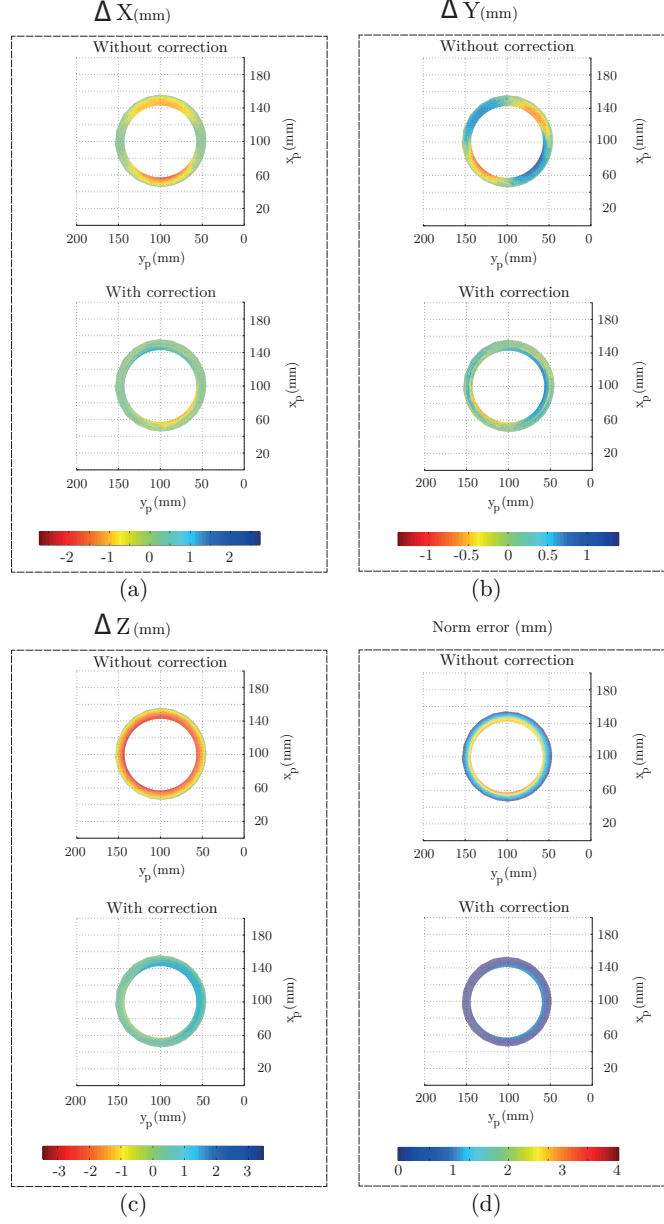 Δ X(mm)
Without correction
180
140
100
60
20
x_p(mm)
200 150 100 50 0
y_p(mm)
With correction
180
140
100
60
20
x_p(mm)
200 150 100 50 0
y_p(mm)
-2 -1 0 1 2
(a)
Δ Y(mm)
Without correction
180
140
100
60
20
x_p(mm)
200 150 100 50 0
y_p(mm)
With correction
180
140
100
60
20
x_p(mm)
200 150 100 50 0
y_p(mm)
-1 -0.5 0 0.5 1
(b)
Δ Z(mm)
Without correction
180
140
100
60
20
x_p(mm)
200 150 100 50 0
y_p(mm)
With correction
180
140
100
60
20
x_p(mm)
200 150 100 50 0
y_p(mm)
-3 -2 -1 0 1 2 3
(c)
Norm error (mm)
Without correction
180
140
100
60
20
x_p(mm)
200 150 100 50 0
y_p(mm)
With correction
180
140
100
60
20
x_p(mm)
200 150 100 50 0
y_p(mm)
0 1 2 3 4
(d)